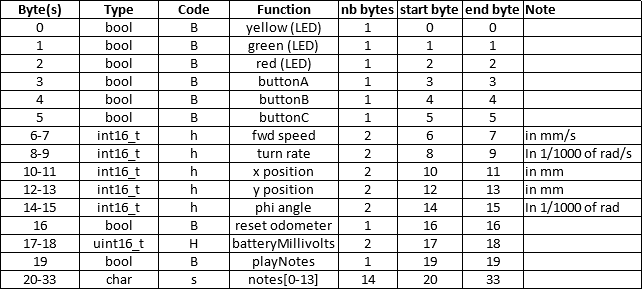 Byte(s) Type Code Function nb bytes start byte end byte Note
0 bool B yellow (LED) 1 0 0
1 bool B green (LED) 1 1 1
2 bool B red (LED) 1 2 2
3 bool B buttonA 1 3 3
4 bool B buttonB 1 4 4
5 bool B buttonC 1 5 5
6-7 int16_t h fwd speed 2 6 7 in mm/s
8-9 int16_t h turn rate 2 8 9 In 1/1000 of rad/s
10-11 int16_t h x position 2 10 11 in mm
12-13 int16_t h y position 2 12 13 in mm
14-15 int16_t h phi angle 2 14 15 In 1/1000 of rad
16 bool B reset odometer 1 16 16
17-18 uint16_t H batteryMillivolts 2 17 18
19 bool B playNotes 1 19 19
20-33 char s notes[0-13] 14 20 33